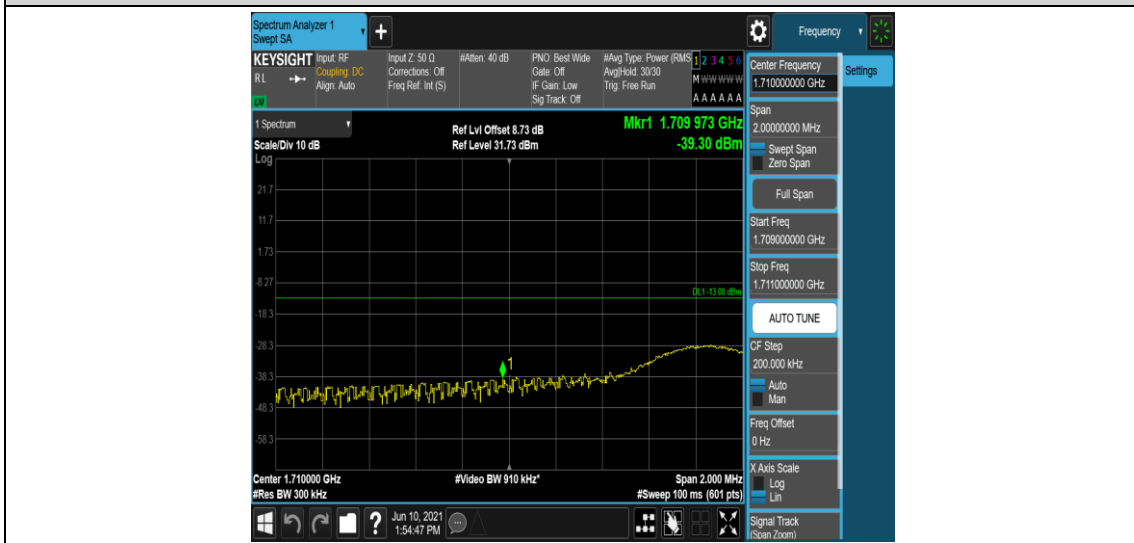 Spectrum Analyzer 1
Swept SA
+
Frequency
KEYSIGHT
RL
Input: RF
Coupling: DC
Align: Auto
Input Z: 50 Ω
Corrections: Off
Freq Ref: Int (S)
#Atten: 40 dB
PNO: Best Wide
Gate: Off
IF Gain: Low
Sig Track: Off
#Avg Type: Power (RMS
Avg|Hold: 30/30
Trig: Free Run
1 2 3 4 5 6
M W W W W W
A A A A A A
1 Spectrum
Scale/Div 10 dB
Ref Lvl Offset 8.73 dB
Ref Level 31.73 dBm
Mkr1 1.709 973 GHz
-39.30 dBm
Log
21.7
11.7
1.73
-8.27
-18.3
-28.3
-38.3
-48.3
-58.3
DL1 -13.00 dBm
1
Center 1.710000 GHz
#Res BW 300 kHz
#Video BW 910 kHz*
Span 2.000 MHz
#Sweep 100 ms (601 pts)
?
Jun 10, 2021
1:54:47 PM
Center Frequency
1.710000000 GHz
Settings
Span
2.00000000 MHz
Swept Span
Zero Span
Full Span
Start Freq
1.709000000 GHz
Stop Freq
1.711000000 GHz
AUTO TUNE
CF Step
200.000 kHz
Auto
Man
Freq Offset
0 Hz
X Axis Scale
Log
Lin
Signal Track
(Span Zoom)